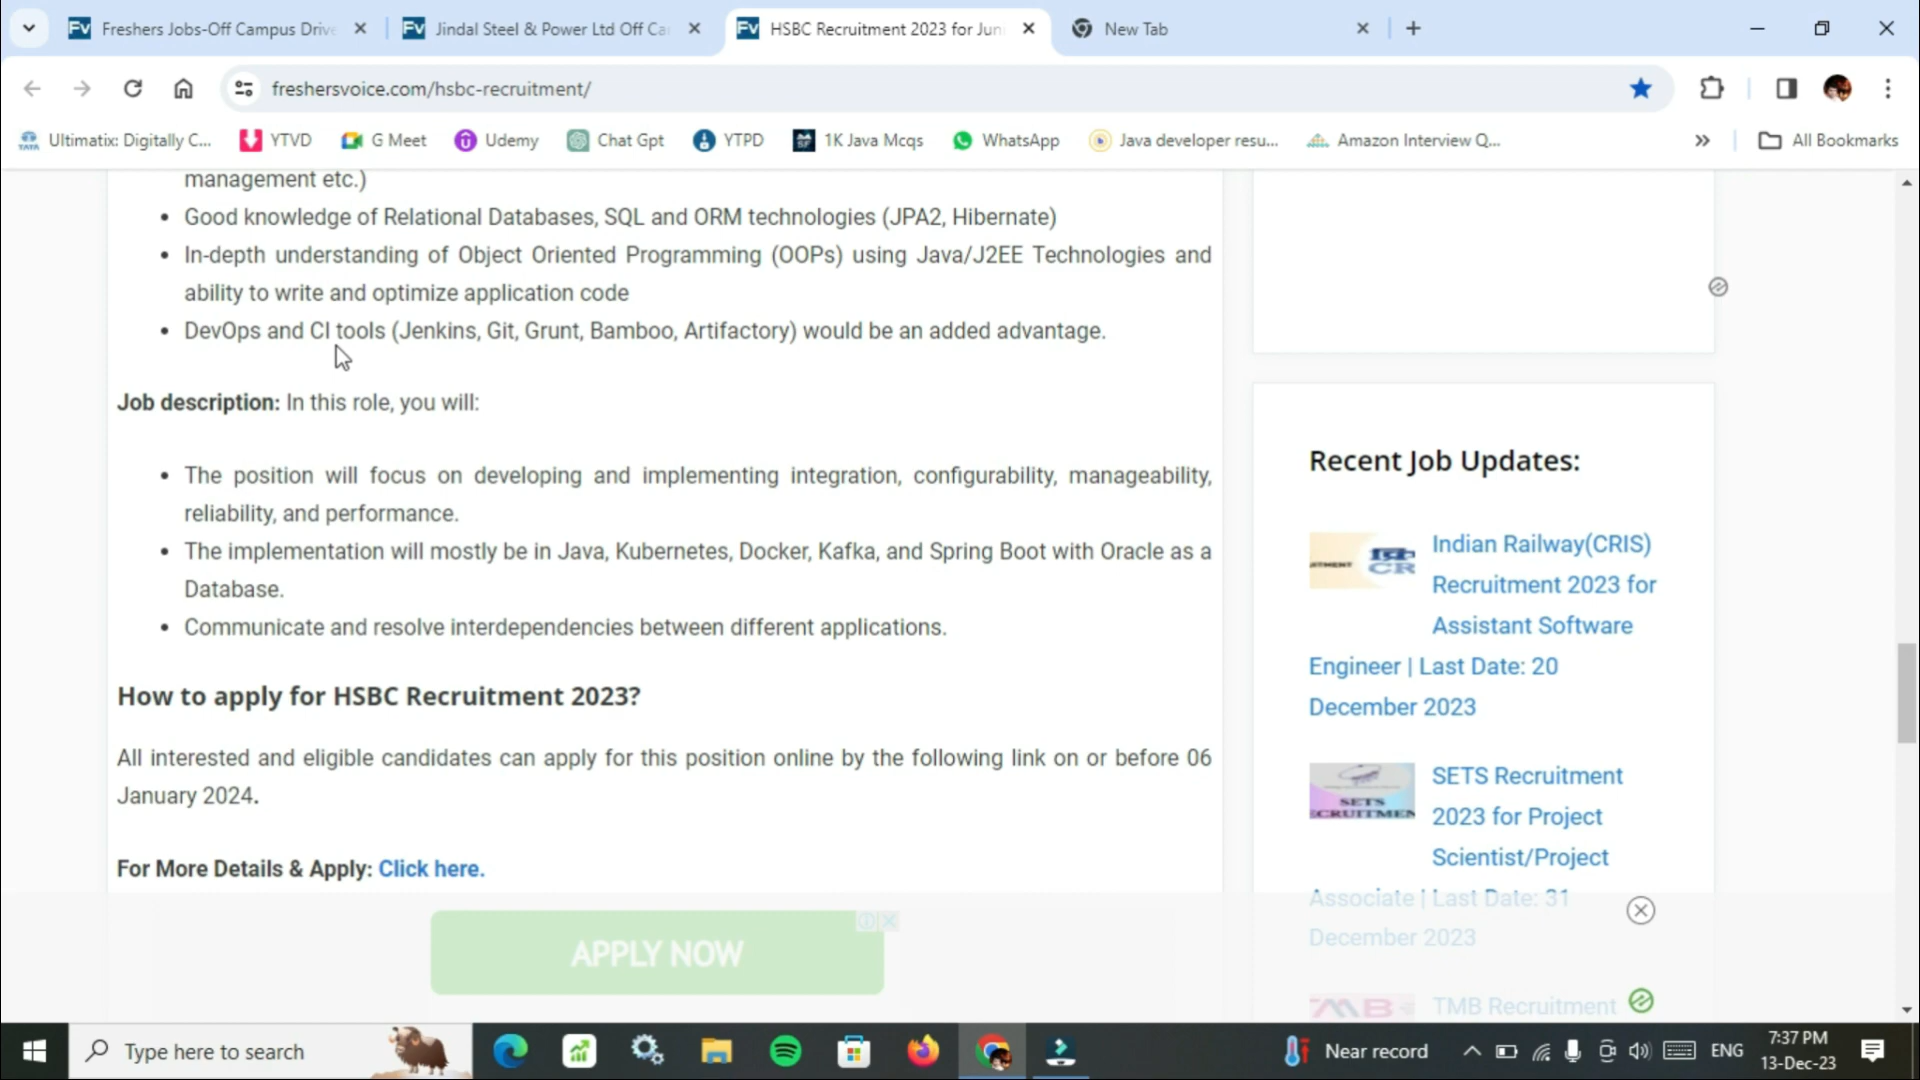 Freshers Jobs-Off Campus Drive
Jindal Steel & Power Ltd Off Ca
HSBC Recruitment 2023 for Jun
New Tab
freshersvoice.com/hsbc-recruitment/
Ultimatix: Digitally C...
YTVD
G Meet
Udemy
Chat Gpt
YTPD
1K Java Mcqs
WhatsApp
Java developer resu...
Amazon Interview Q...
All Bookmarks
management etc.)
Good knowledge of Relational Databases, SQL and ORM technologies (JPA2, Hibernate)
In-depth understanding of Object Oriented Programming (OOPs) using Java/J2EE Technologies and
ability to write and optimize application code
DevOps and CI tools (Jenkins, Git, Grunt, Bamboo, Artifactory) would be an added advantage.
Job description: In this role, you will:
The position will focus on developing and implementing integration, configurability, manageability,
reliability, and performance.
The implementation will mostly be in Java, Kubernetes, Docker, Kafka, and Spring Boot with Oracle as a
Database.
Communicate and resolve interdependencies between different applications.
How to apply for HSBC Recruitment 2023?
All interested and eligible candidates can apply for this position online by the following link on or before 06
January 2024.
For More Details & Apply: Click here.
APPLY NOW
Recent Job Updates:
Indian Railway(CRIS)
Recruitment 2023 for
Assistant Software
Engineer | Last Date: 20
December 2023
SETS Recruitment
2023 for Project
Scientist/Project
Associate | Last Date: 31
December 2023
TMB Recruitment
Type here to search
Near record
ENG
7:37 PM
13-Dec-23